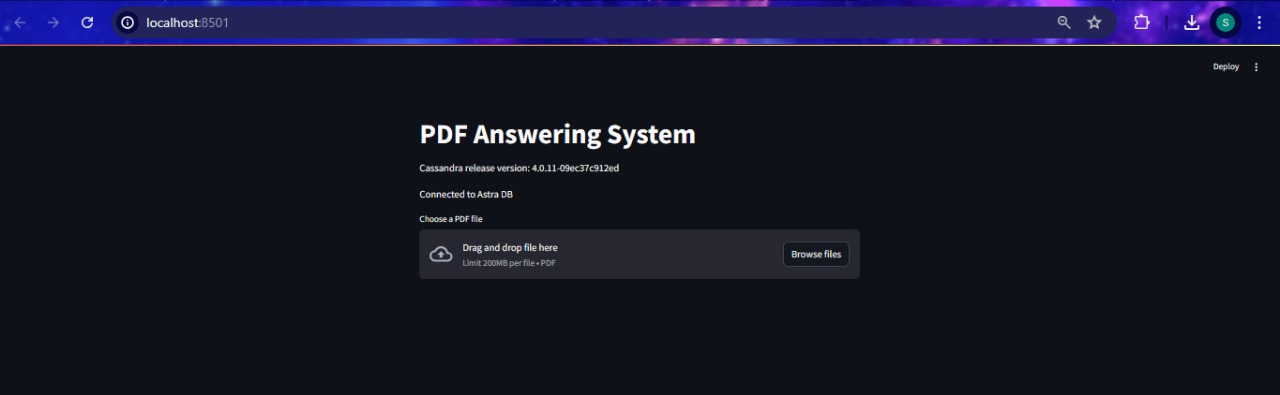 localhost:8501
S
Deploy
PDF Answering System
Cassandra release version: 4.0.11-09ec37c912ed
Connected to Astra DB
Choose a PDF file
Drag and drop file here
Limit 200MB per file • PDF
Browse files